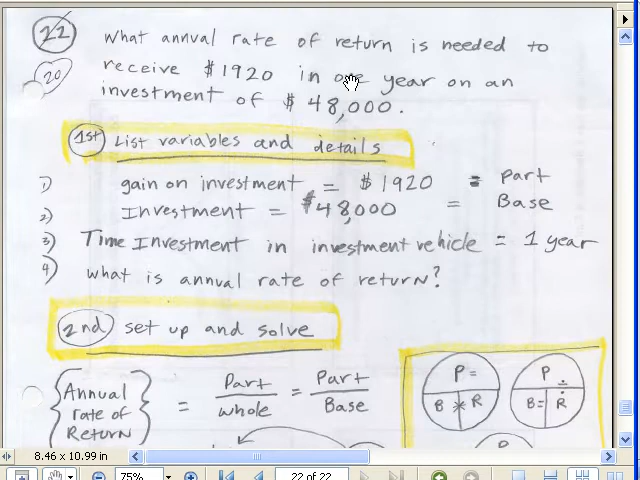 22 What annual rate of return is needed to
20 receive $1920 in one year on an
investment of $48,000.
1st List variables and details
1) gain on investment = $1920 = Part
2) Investment = $48,000 = Base
3) Time Investment in investment vehicle = 1 year
4) what is annual rate of return?
2nd set up and solve
{Annual rate of Return} = Part/whole = Part/Base
P =
B * R
P ÷
B = R
P
8.46 x 10.99 in
75%
22 of 22